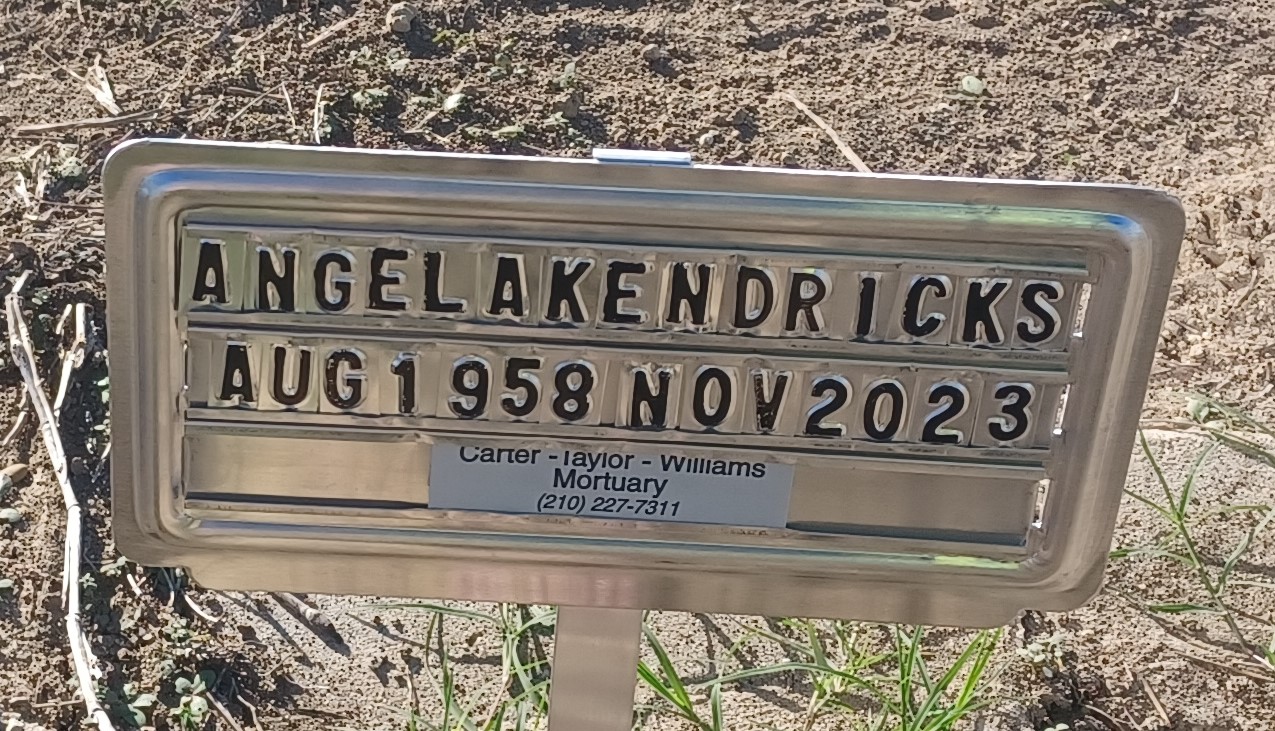 ANGELA KENDRICKS
AUG 1958 NOV 2023
Carter - Taylor - Williams
Mortuary
(210) 227-7311